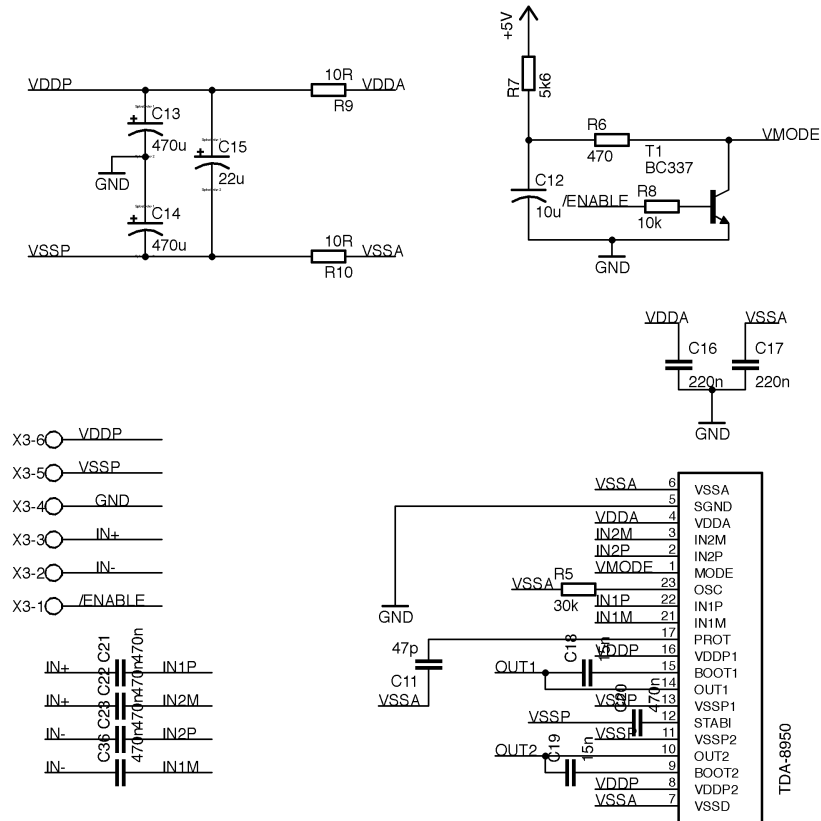 +5V
R7
5k6
VDDP
10R
VDDA
R9
C13
470u
C15
22u
GND
C14
470u
VSSP
10R
VSSA
R10
R6
470
T1
BC337
VMODE
C12
10u
/ENABLE
R8
10k
GND
VDDA
VSSA
C16
C17
220n
220n
GND
X3-6 VDDP
X3-5 VSSP
X3-4 GND
X3-3 IN+
X3-2 IN-
X3-1 /ENABLE
IN+ C21 470n IN1P
IN+ C22 470n IN2M
IN- C23 470n IN2P
IN- C36 470n IN1M
VSSA 6 VSSA
5 SGND
VDDA 4 VDDA
IN2M 3 IN2M
IN2P 2 IN2P
VMODE 1 MODE
VSSA R5 30k 23 OSC
IN1P 22 IN1P
IN1M 21 IN1M
GND
17 PROT
47p
C11
VSSA
VDDP 16 VDDP1
OUT1 C18 15n 15 BOOT1
14 OUT1
VSSP 13 VSSP1
VSSP C20 470n 12 STABI
VSSP 11 VSSP2
OUT2 10 OUT2
C19 15n 9 BOOT2
VDDP 8 VDDP2
VSSA 7 VSSD
TDA-8950